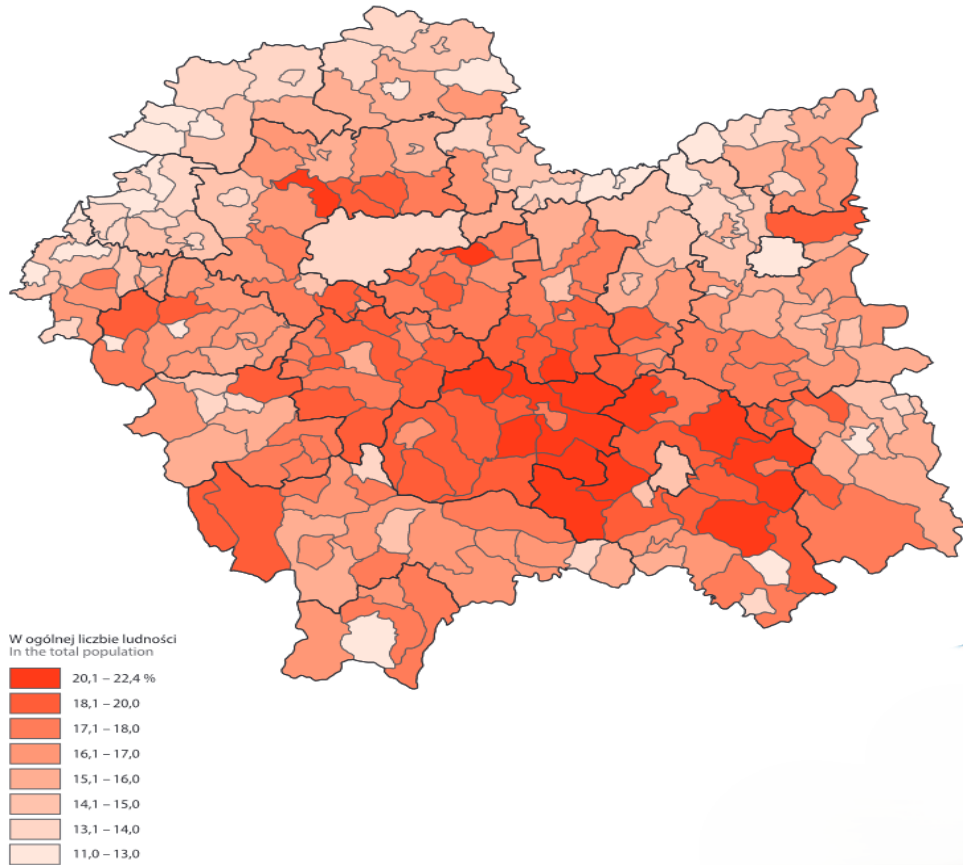 W ogólnej liczbie ludności
In the total population
20,1 – 22,4 %
18,1 – 20,0
17,1 – 18,0
16,1 – 17,0
15,1 – 16,0
14,1 – 15,0
13,1 – 14,0
11,0 – 13,0